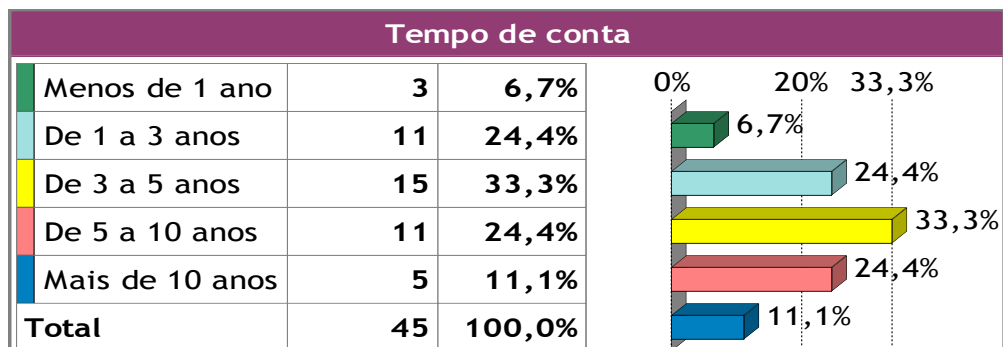 Tempo de conta
Menos de 1 ano 3 6,7%
De 1 a 3 anos 11 24,4%
De 3 a 5 anos 15 33,3%
De 5 a 10 anos 11 24,4%
Mais de 10 anos 5 11,1%
Total 45 100,0%
0% 20% 33,3%
6,7%
24,4%
33,3%
24,4%
11,1%